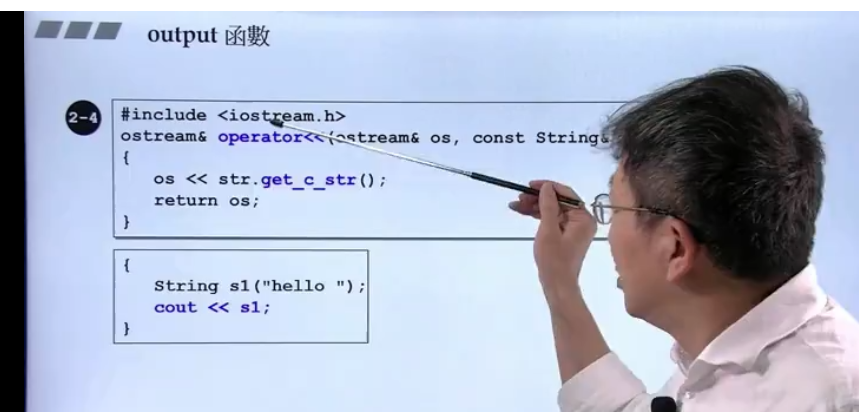 output 函數
2-4
#include <iostream.h>
ostream& operator<<(ostream& os, const String&
{
os << str.get_c_str();
return os;
}
{
String s1("hello ");
cout << s1;
}